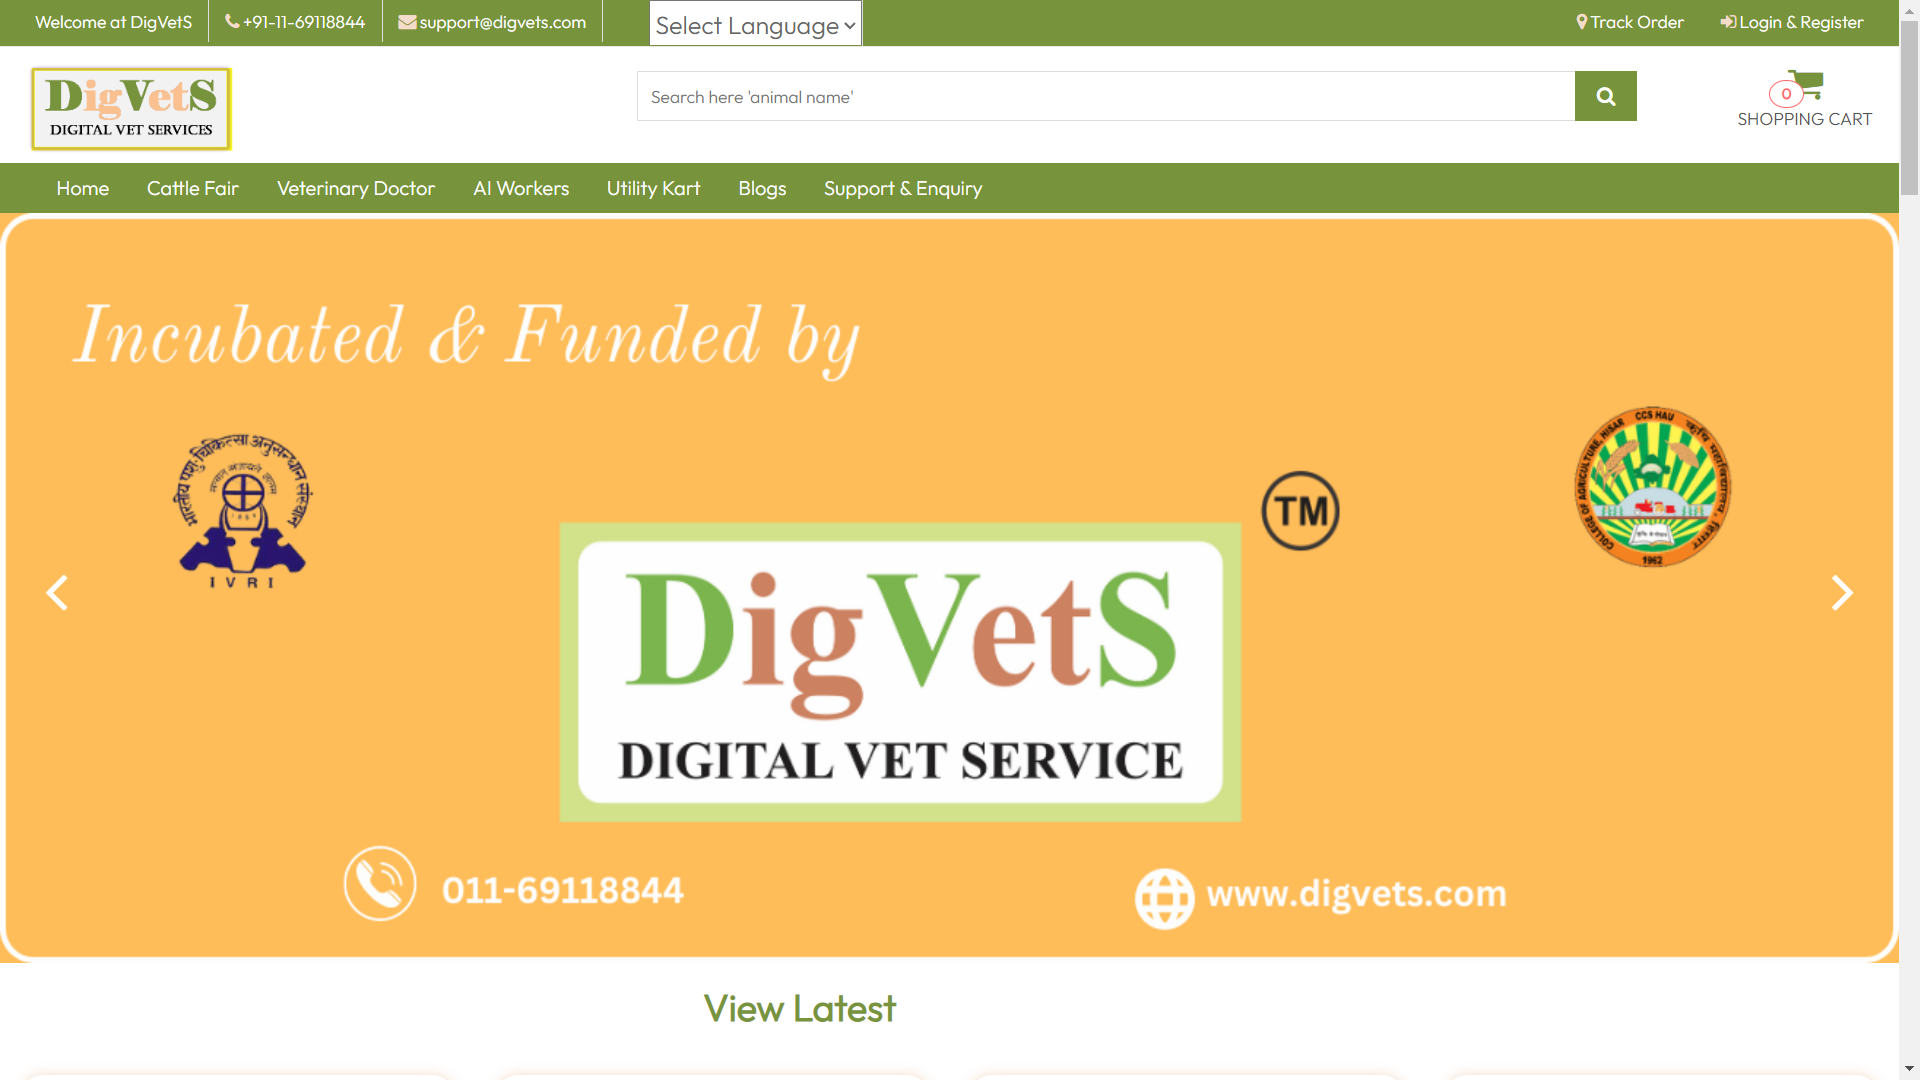 Welcome at DigVetS
+91-11-69118844
support@digvets.com
Select Language
Track Order
Login & Register
DigVetS
DIGITAL VET SERVICES
Search here 'animal name'
0
SHOPPING CART
Home
Cattle Fair
Veterinary Doctor
AI Workers
Utility Kart
Blogs
Support & Enquiry
Incubated & Funded by
भारतीय पशु-चिकित्सा अनुसन्धान संस्थान
IVRI
TM
CCS HAU
COLLEGE OF AGRICULTURE, HISAR
1962
DigVetS
DIGITAL VET SERVICE
011-69118844
www.digvets.com
View Latest